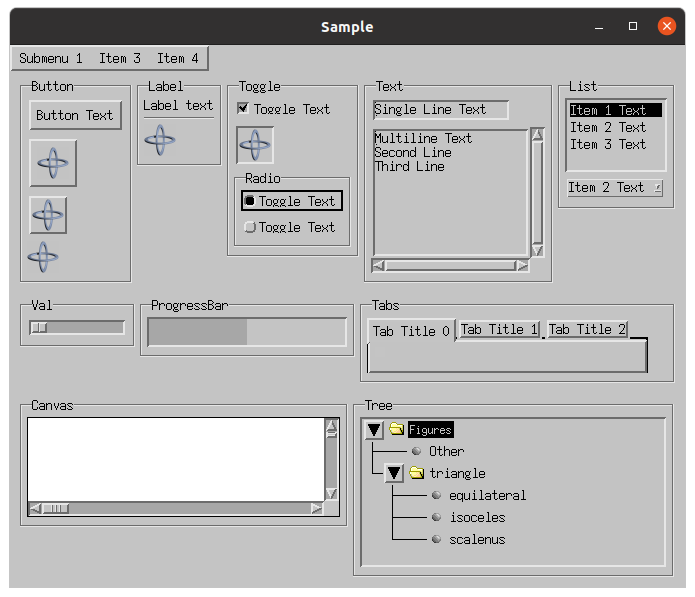 Sample
Submenu 1 Item 3 Item 4
Button
Button Text
Label
Label text
Toggle
Toggle Text
Radio
Toggle Text
Toggle Text
Text
Single Line Text
Multiline Text
Second Line
Third Line
List
Item 1 Text
Item 2 Text
Item 3 Text
Item 2 Text
Val
ProgressBar
Tabs
Tab Title 0 Tab Title 1 Tab Title 2
Canvas
Tree
Figures
Other
triangle
equilateral
isoceles
scalenus